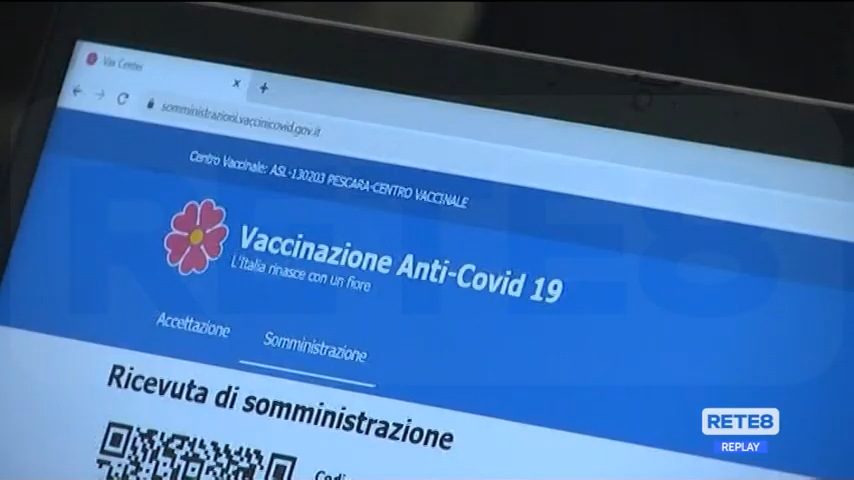 Vax Center
somministrazioni.vaccinicovid.gov.it
Centro Vaccinale: ASL-130203 PESCARA-CENTRO VACCINALE
Vaccinazione Anti-Covid 19
L'Italia rinasce con un fiore
Accettazione
Somministrazione
Ricevuta di somministrazione
RETE8
RETE8
REPLAY